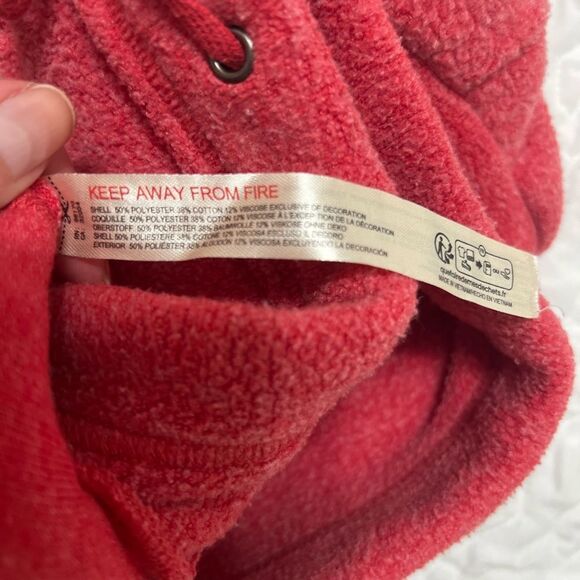 KEEP AWAY FROM FIRE
SHELL 50% POLYESTER 38% COTTON 12% VISCOSE EXCLUSIVE OF DECORATION
COQUILLE 50% POLYESTER 38% COTON 12% VISCOSE À L'EXCEPTION DE LA DÉCORATION
OBERSTOFF 50% POLYESTER 38% BAUMWOLLE 12% VISKOSE OHNE DEKO
SHELL 50% POLIESTERE 38% COTONE 12% VISCOSA ESCLUSO IL DECORO
EXTERIOR 50% POLIÉSTER 38% ALGODÓN 12% VISCOSA EXCLUYENDO LA DECORACIÓN
OU
quefairedemesdechets.fr
MADE IN VIETNAM/HECHO EN VIETNAM